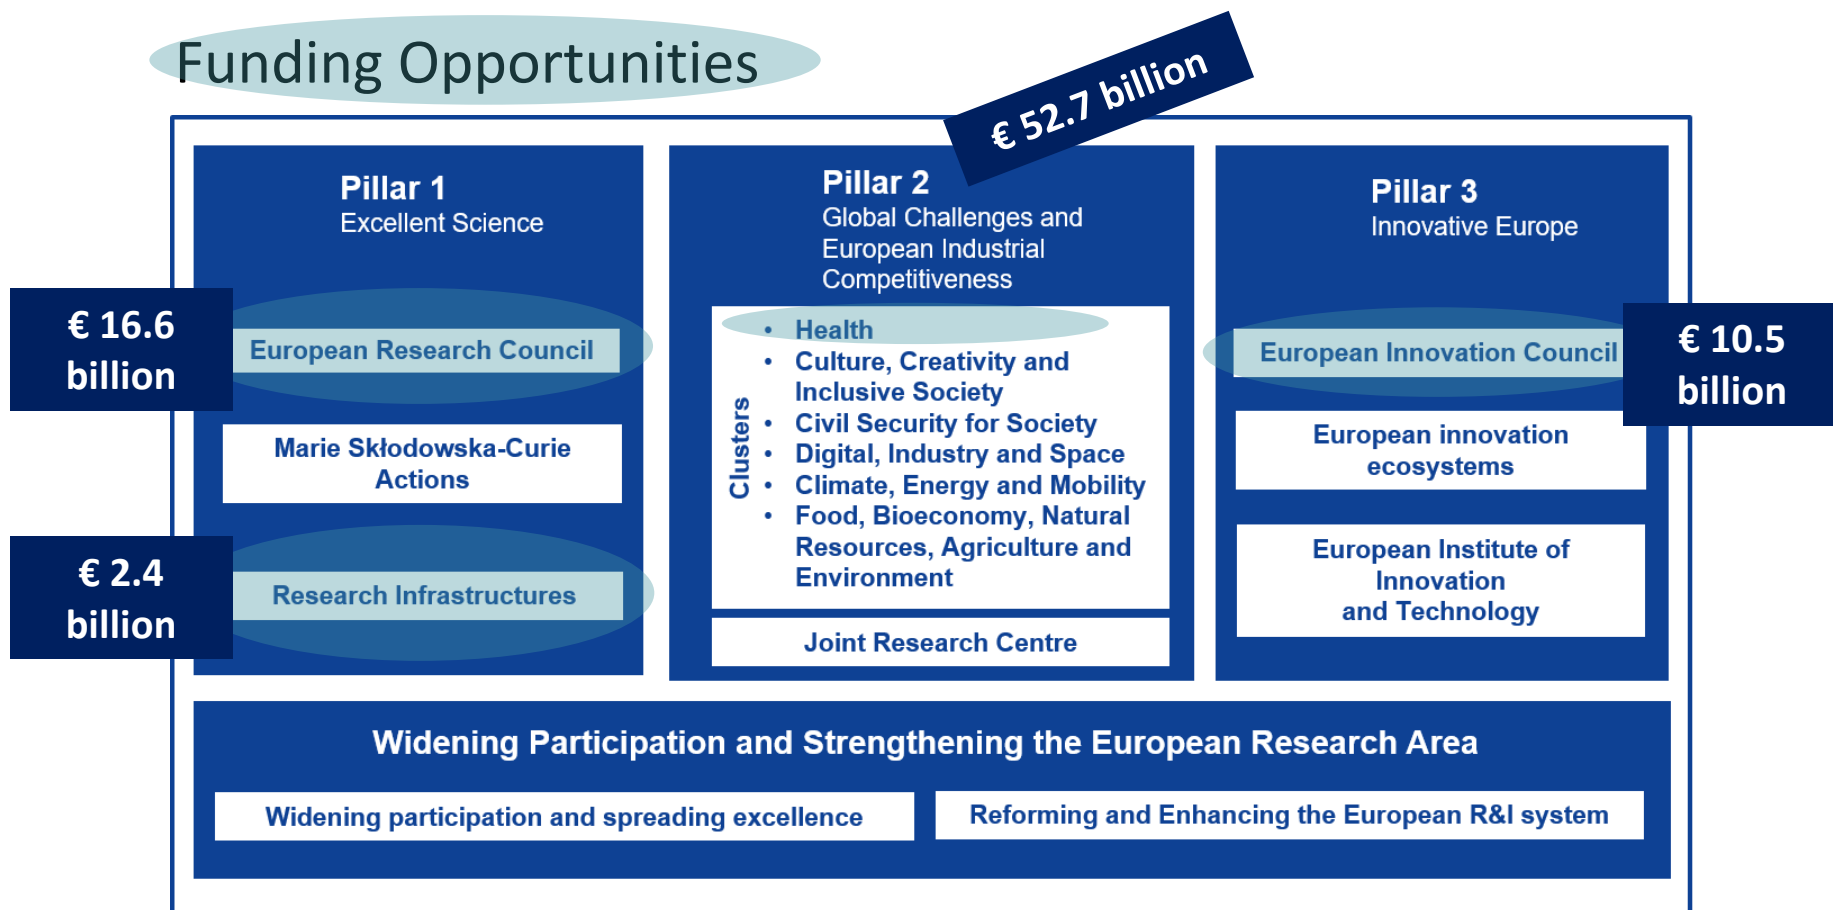 Funding Opportunities
€ 52.7 billion
Pillar 1
Excellent Science
€ 16.6
billion
European Research Council
Marie Skłodowska-Curie
Actions
€ 2.4
billion
Research Infrastructures
Pillar 2
Global Challenges and
European Industrial
Competitiveness
Clusters
• Health
• Culture, Creativity and
Inclusive Society
• Civil Security for Society
• Digital, Industry and Space
• Climate, Energy and Mobility
• Food, Bioeconomy, Natural
Resources, Agriculture and
Environment
Joint Research Centre
Pillar 3
Innovative Europe
European Innovation Council
€ 10.5
billion
European innovation
ecosystems
European Institute of
Innovation
and Technology
Widening Participation and Strengthening the European Research Area
Widening participation and spreading excellence
Reforming and Enhancing the European R&I system